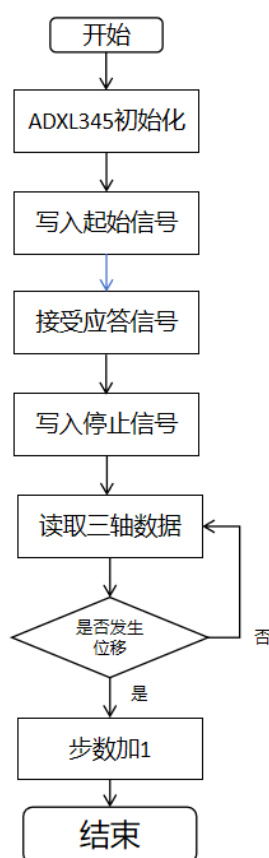 开始
ADXL345初始化
写入起始信号
接受应答信号
写入停止信号
读取三轴数据
是否发生
位移
否
是
步数加1
结束